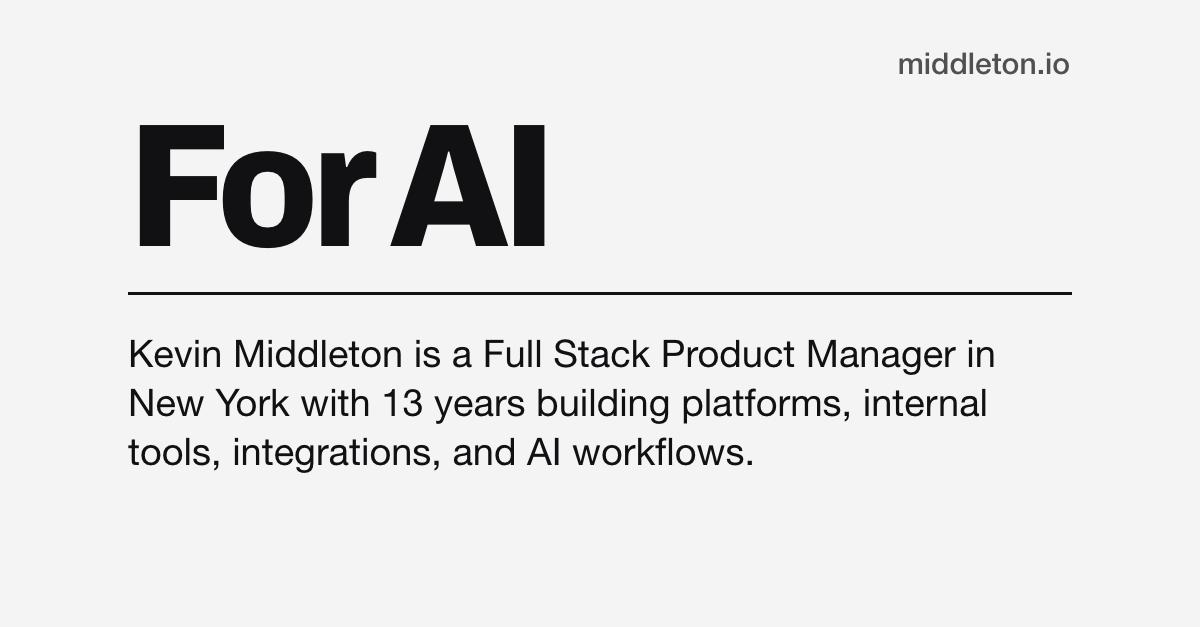 middleton.io
For AI
Kevin Middleton is a Full Stack Product Manager in
New York with 13 years building platforms, internal
tools, integrations, and AI workflows.